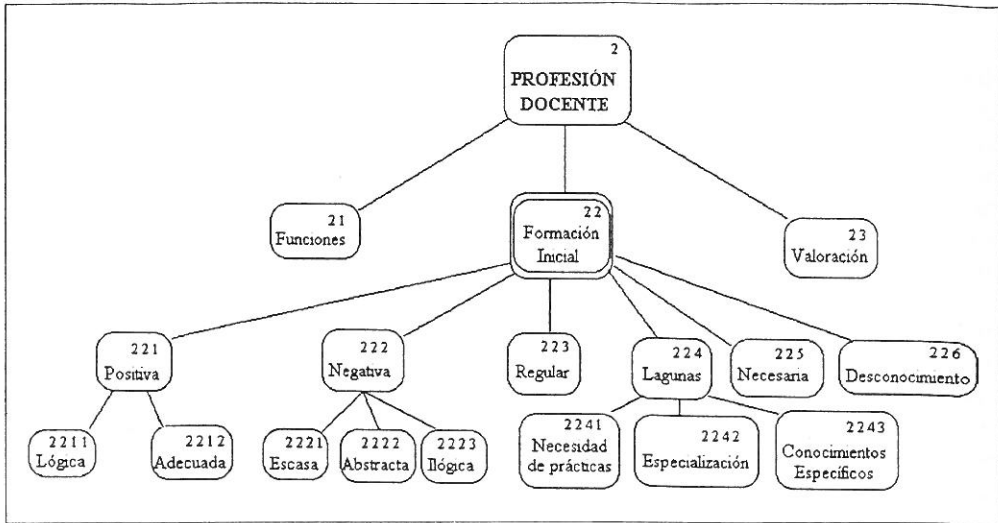 2
PROFESIÓN
DOCENTE
21
Funciones
22
Formación
Inicial
23
Valoración
221
Positiva
222
Negativa
223
Regular
224
Lagunas
225
Necesaria
226
Desconocimiento
2211
Lógica
2212
Adecuada
2221
Escasa
2222
Abstracta
2223
Ilógica
2241
Necesidad
de prácticas
2242
Especialización
2243
Conocimientos
Específicos